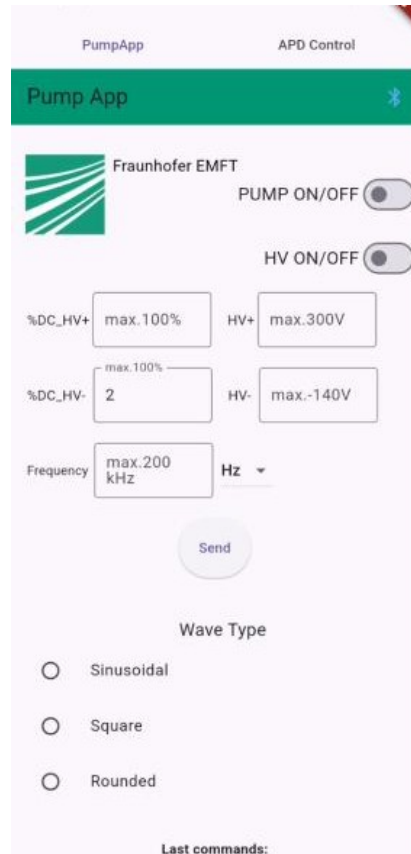 PumpApp APD Control
Pump App
Fraunhofer EMFT
PUMP ON/OFF
HV ON/OFF
%DC_HV+ max.100% HV+ max.300V
max.100%
%DC_HV- 2 HV- max.-140V
Frequency max.200 kHz Hz
Send
Wave Type
Sinusoidal
Square
Rounded
Last commands: